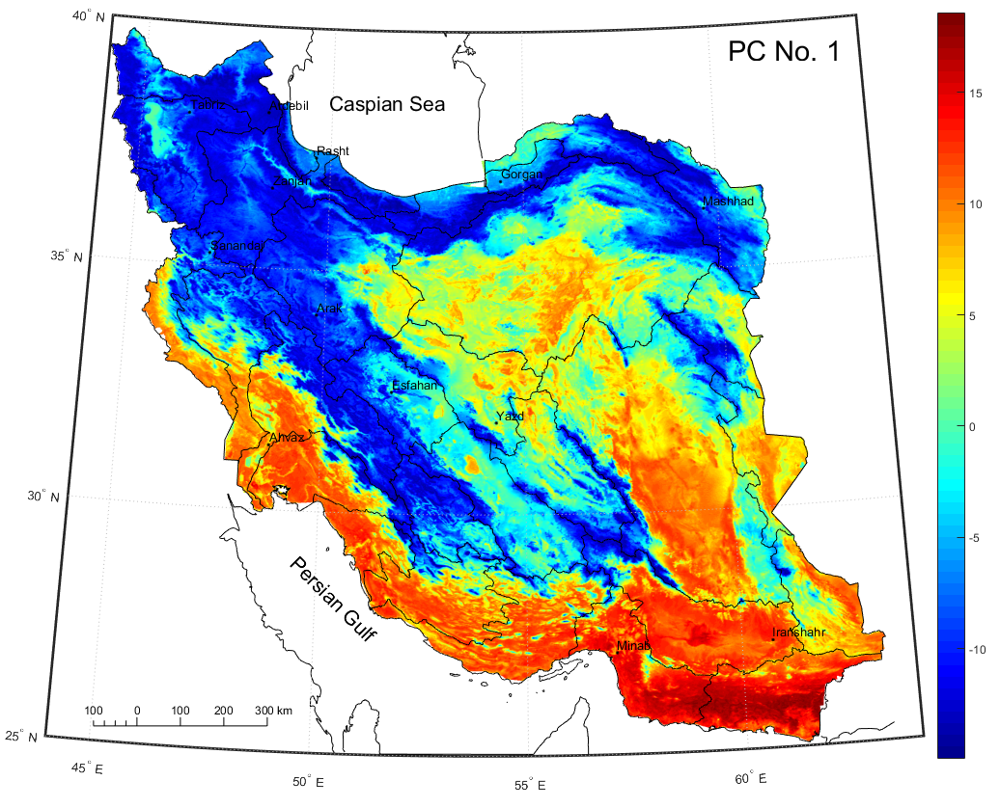 40° N
PC No. 1
15
Caspian Sea
Tabriz
Ardebil
Rasht
Gorgan
Zanjan
Mashhad
10
35° N
Sanandaj
Arak
5
Esfahan
Yazd
0
Ahvaz
30° N
-5
Persian Gulf
Iranshahr
Minab
-10
100 0 100 200 300 km
25° N
45° E
50° E
55° E
60° E